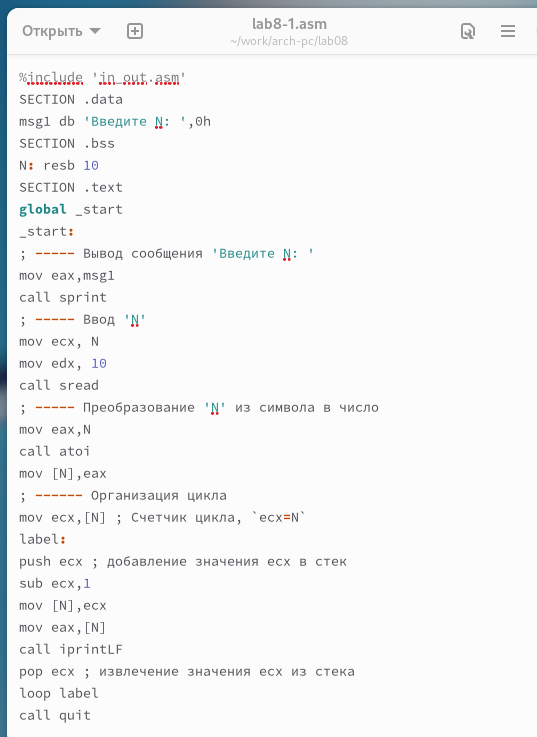 Открыть
lab8-1.asm
~/work/arch-pc/lab08
%include 'in_out.asm'
SECTION .data
msg1 db 'Введите N: ',0h
SECTION .bss
N: resb 10
SECTION .text
global _start
_start:
; ----- Вывод сообщения 'Введите N: '
mov eax,msg1
call sprint
; ----- Ввод 'N'
mov ecx, N
mov edx, 10
call sread
; ----- Преобразование 'N' из символа в число
mov eax,N
call atoi
mov [N],eax
; ------ Организация цикла
mov ecx,[N] ; Счетчик цикла, `ecx=N`
label:
push ecx ; добавление значения ecx в стек
sub ecx,1
mov [N],ecx
mov eax,[N]
call iprintLF
pop ecx ; извлечение значения ecx из стека
loop label
call quit